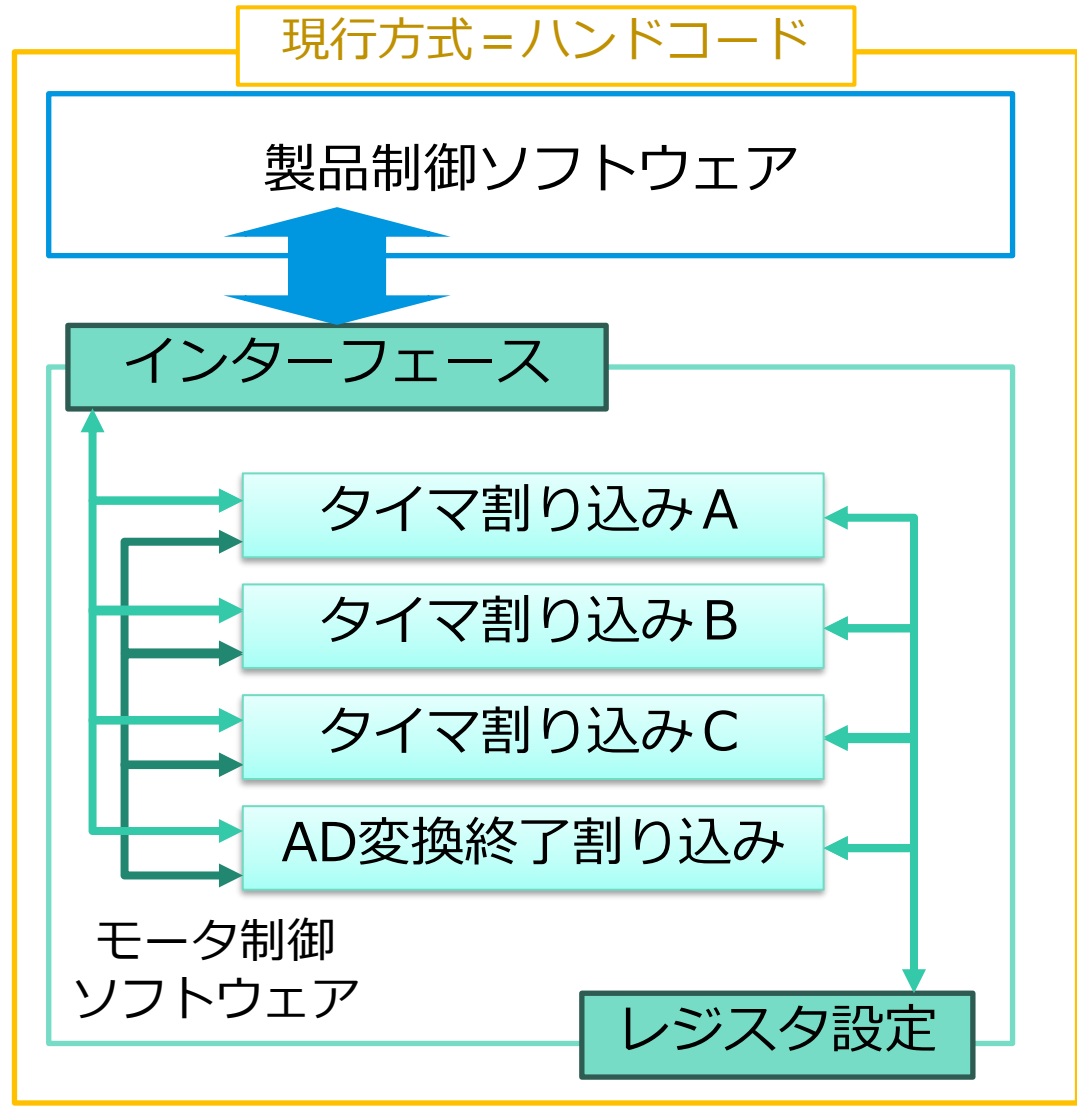 現行方式＝ハンドコード
製品制御ソフトウェア
インターフェース
タイマ割り込みA
タイマ割り込みB
タイマ割り込みC
AD変換終了割り込み
モータ制御
ソフトウェア
レジスタ設定